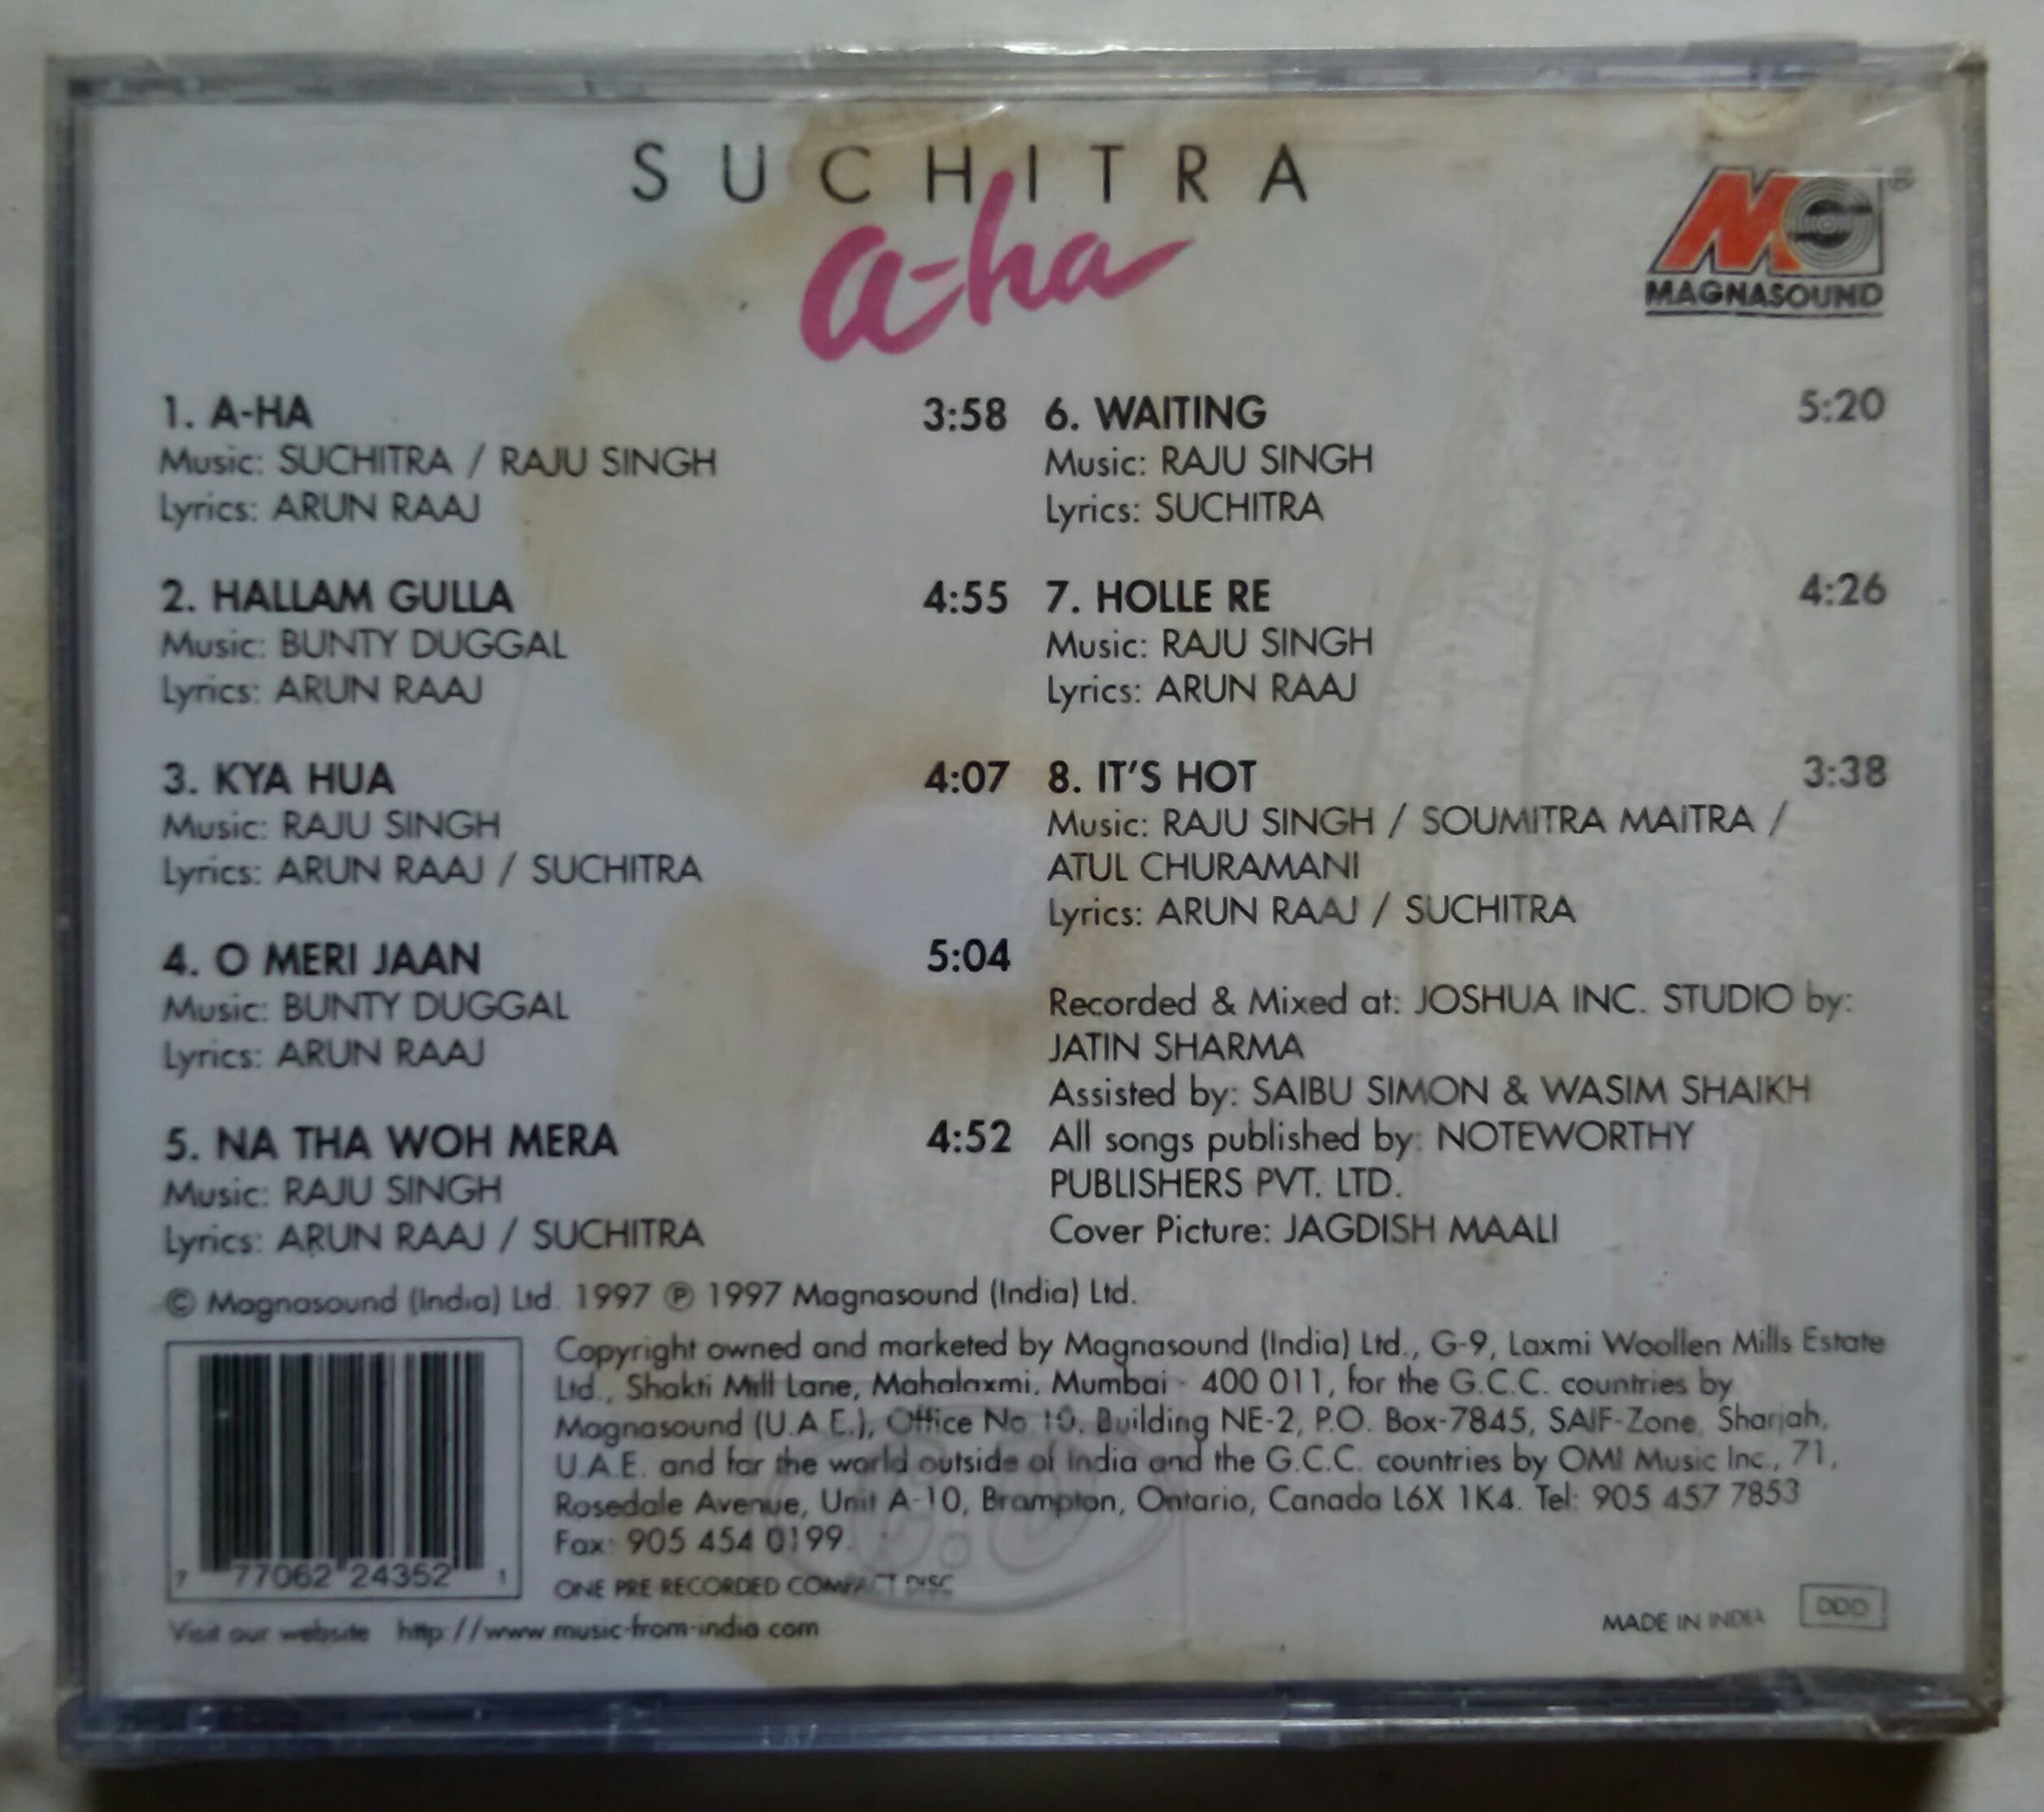 SUCHITRA
a-ha
MAGNASOUND
1. A-HA 3:58
Music: SUCHITRA / RAJU SINGH
Lyrics: ARUN RAAJ
2. HALLAM GULLA 4:55
Music: BUNTY DUGGAL
Lyrics: ARUN RAAJ
3. KYA HUA 4:07
Music: RAJU SINGH
Lyrics: ARUN RAAJ / SUCHITRA
4. O MERI JAAN 5:04
Music: BUNTY DUGGAL
Lyrics: ARUN RAAJ
5. NA THA WOH MERA 4:52
Music: RAJU SINGH
Lyrics: ARUN RAAJ / SUCHITRA
6. WAITING 5:20
Music: RAJU SINGH
Lyrics: SUCHITRA
7. HOLLE RE 4:26
Music: RAJU SINGH
Lyrics: ARUN RAAJ
8. IT'S HOT 3:38
Music: RAJU SINGH / SOUMITRA MAITRA /
ATUL CHURAMANI
Lyrics: ARUN RAAJ / SUCHITRA
Recorded & Mixed at: JOSHUA INC. STUDIO by:
JATIN SHARMA
Assisted by: SAIBU SIMON & WASIM SHAIKH
All songs published by: NOTEWORTHY
PUBLISHERS PVT. LTD.
Cover Picture: JAGDISH MAALI
© Magnasound (India) Ltd. 1997 ℗ 1997 Magnasound (India) Ltd.
Copyright owned and marketed by Magnasound (India) Ltd., G-9, Laxmi Woollen Mills Estate
Ltd., Shakti Mill Lane, Mahalaxmi, Mumbai - 400 011, for the G.C.C. countries by
Magnasound (U.A.E.), Office No 10, Building NE-2, P.O. Box-7845, SAIF-Zone, Sharjah,
U.A.E. and for the world outside of India and the G.C.C. countries by OMI Music Inc., 71,
Rosedale Avenue, Unit A-10, Brampton, Ontario, Canada L6X 1K4. Tel: 905 457 7853
Fax: 905 454 0199.
ONE PRE RECORDED COMPACT DISC
7 77062 24352 1
Visit our website http://www.music-from-india.com
MADE IN INDIA DDD